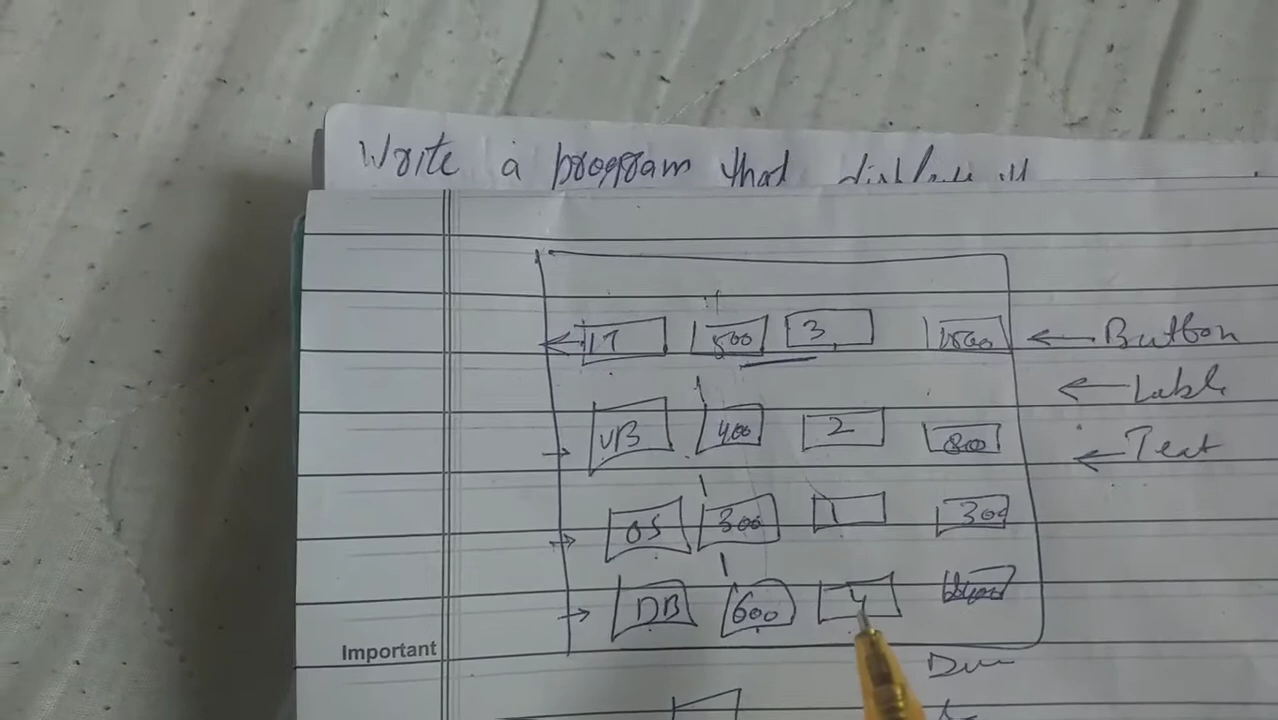 Write a program that
IT 500 3 1500 ← Button
← Lable
VB 400 2 800 ← Text
OS 300 1 300
DB 600 4
Important